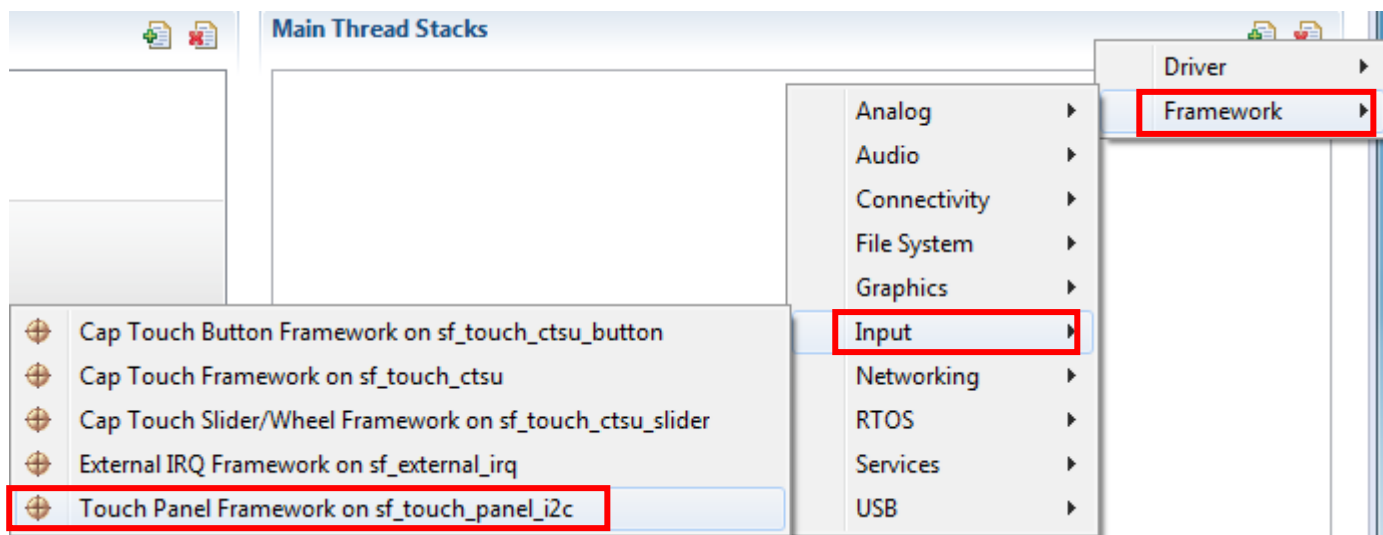 Main Thread Stacks
Driver
Framework
Analog
Audio
Connectivity
File System
Graphics
Input
Networking
RTOS
Services
USB
Cap Touch Button Framework on sf_touch_ctsu_button
Cap Touch Framework on sf_touch_ctsu
Cap Touch Slider/Wheel Framework on sf_touch_ctsu_slider
External IRQ Framework on sf_external_irq
Touch Panel Framework on sf_touch_panel_i2c